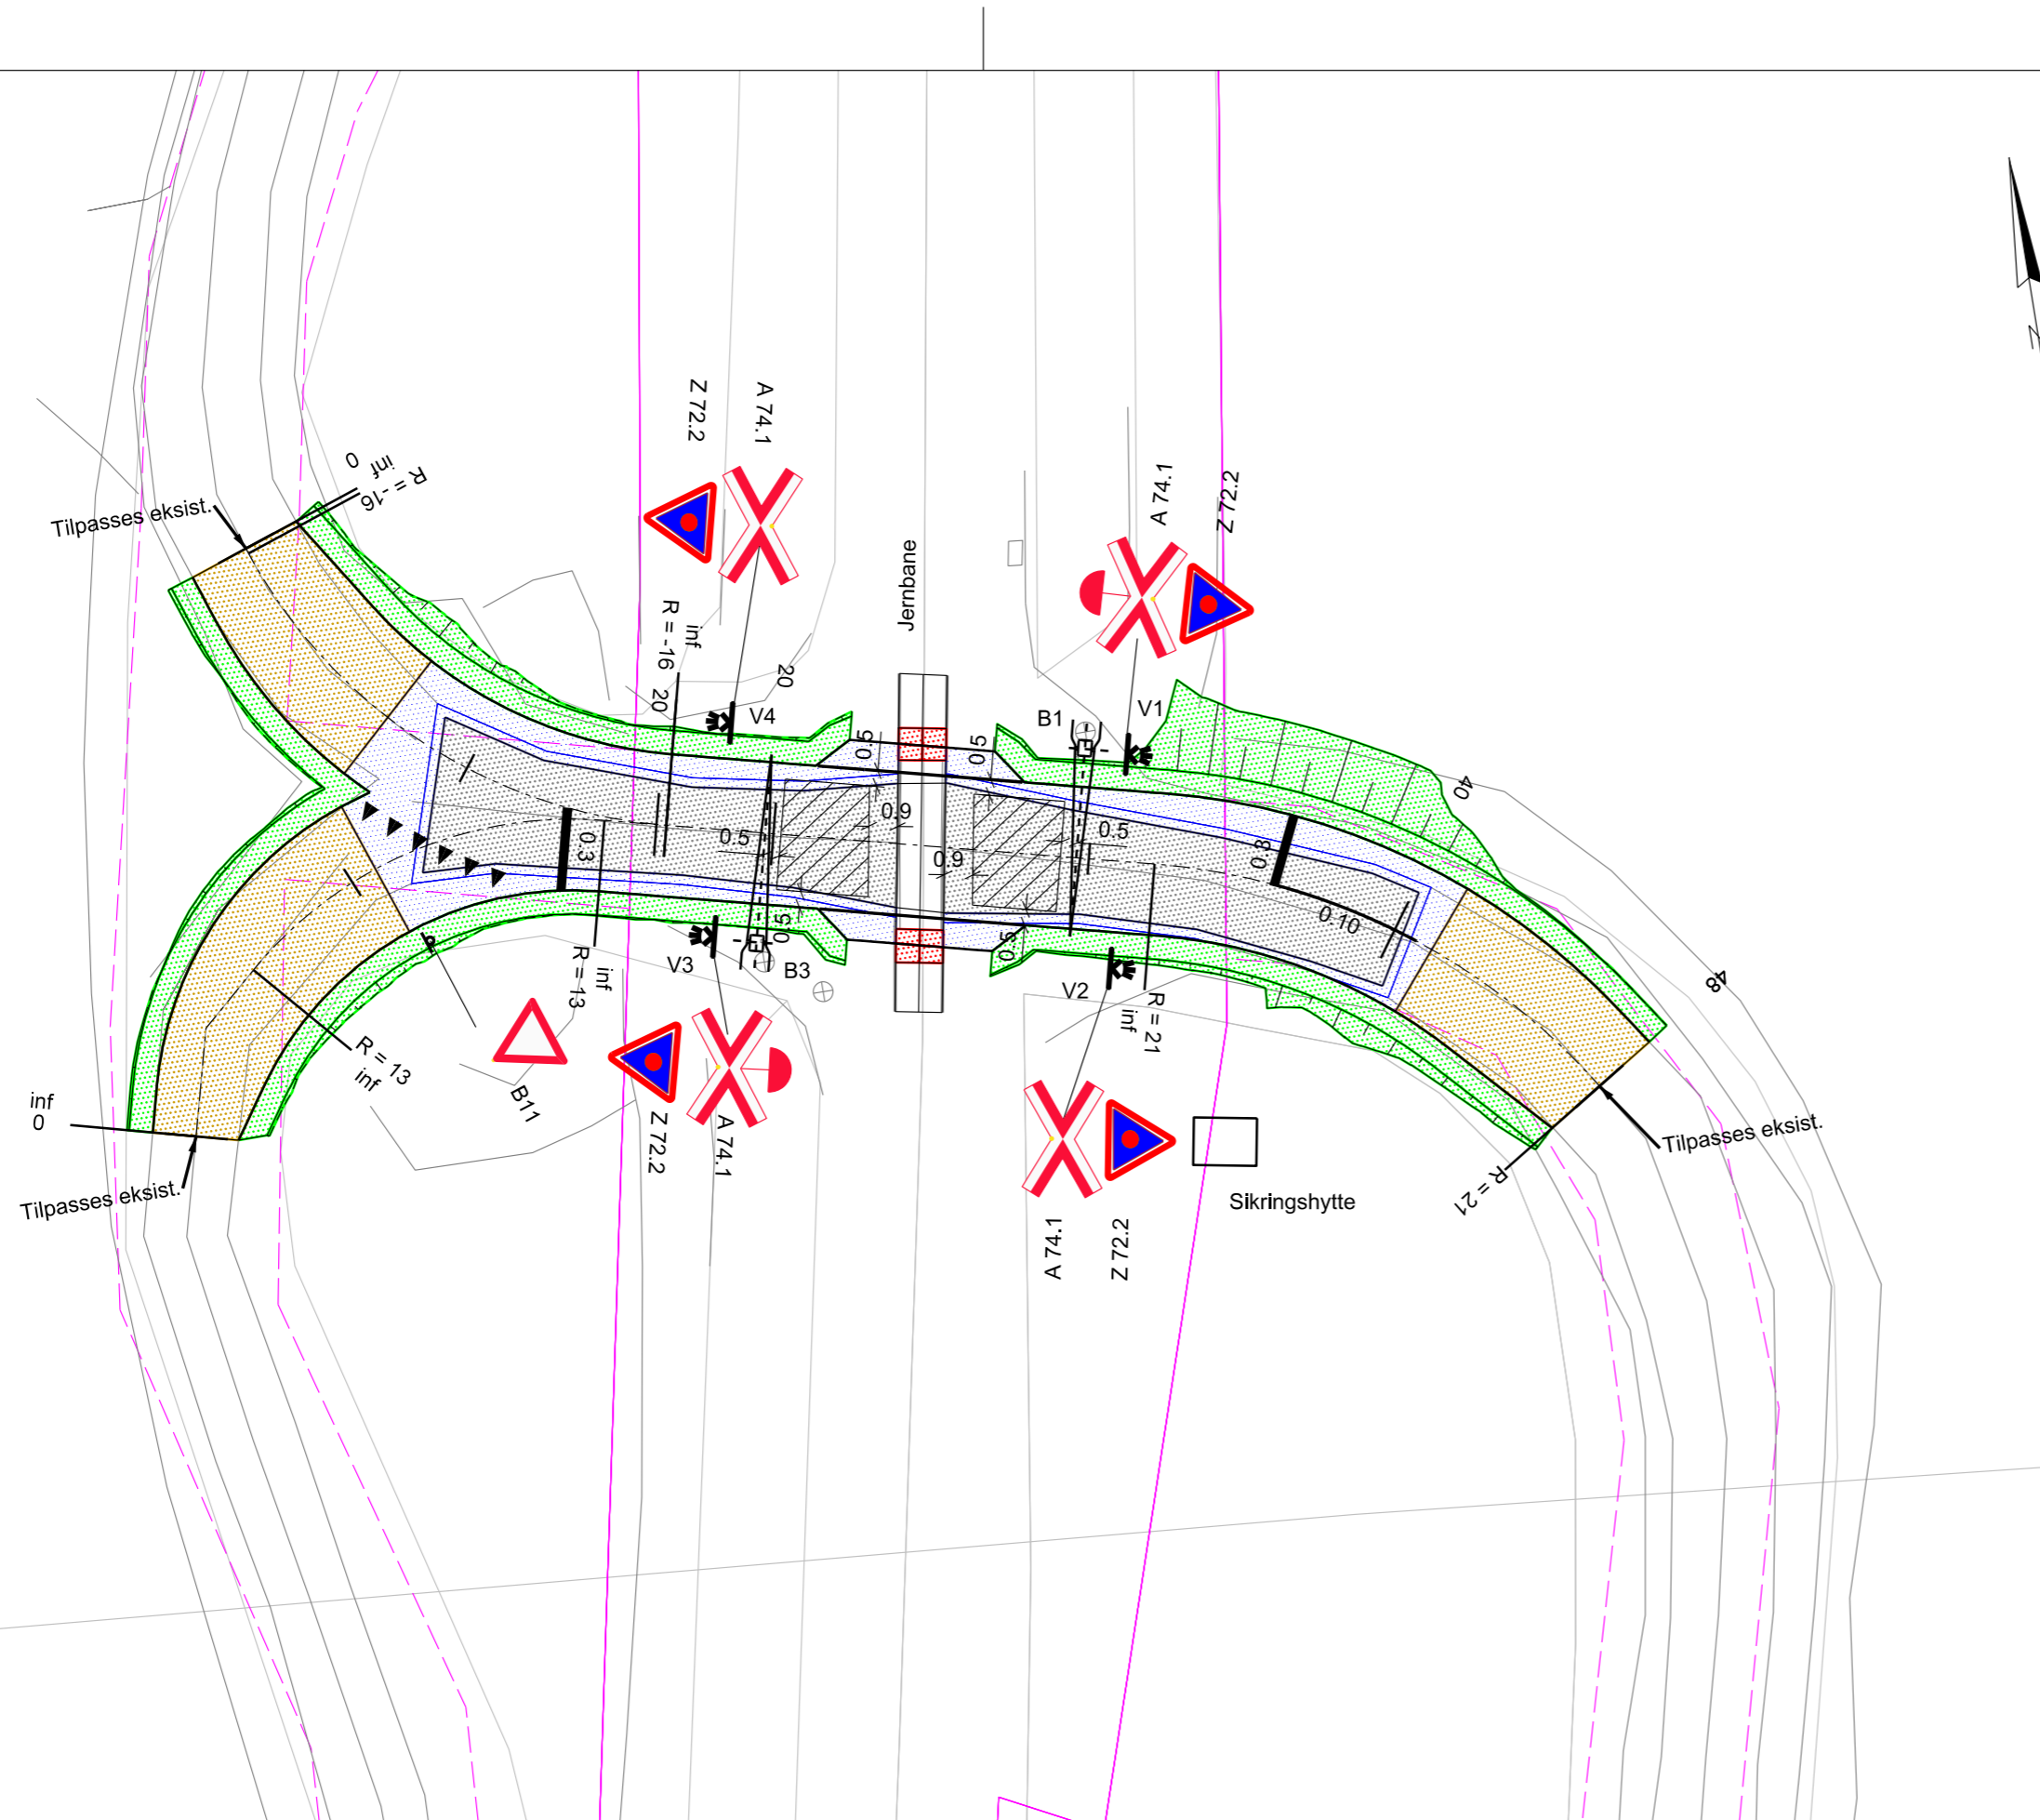 Z 72.2
A 74.1
A 74.1
Z 72.2
0
inf
R = -16
Tilpasses eksist.
Jernbane
R = -16
inf
20
20
V4
B1
V1
0.5
0.5
40
0.9
0.5
0.5
0.3
0.9
0.3
0.10
0.5
0.5
V3
B3
V2
48
R = 13
inf
R = 21
inf
R = 13
inf
B11
inf
0
Z 72.2
A 74.1
Tilpasses eksist.
Tilpasses eksist.
R = 21
Sikringshytte
A 74.1
Z 72.2